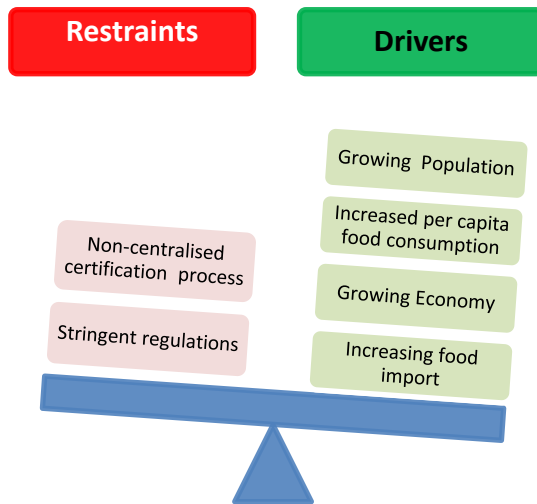 Restraints
Drivers
Growing Population
Increased per capita
food consumption
Growing Economy
Increasing food
import
Non-centralised
certification process
Stringent regulations